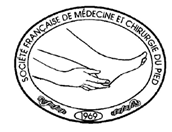 SOCIÉTÉ FRANÇAISE DE MÉDECINE ET CHIRURGIE DU PIED
1969